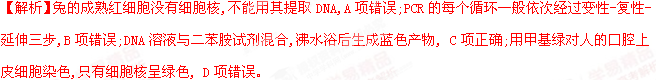 【解析】兔的成熟红细胞没有细胞核,不能用其提取 DNA,A 项错误;PCR 的每个循环一般依次经过变性-复性-
延伸三步,B 项错误;DNA 溶液与二苯胺试剂混合,沸水浴后生成蓝色产物, C 项正确;用甲基绿对人的口腔上
皮细胞染色,只有细胞核呈绿色, D 项错误。